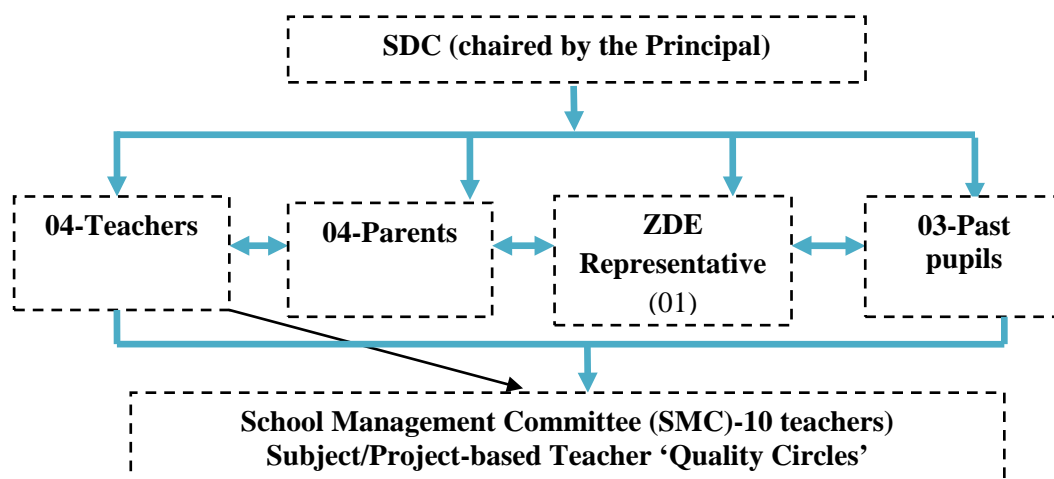 SDC (chaired by the Principal)
04-Teachers
04-Parents
ZDE
Representative
(01)
03-Past
pupils
School Management Committee (SMC)-10 teachers)
Subject/Project-based Teacher ‘Quality Circles’